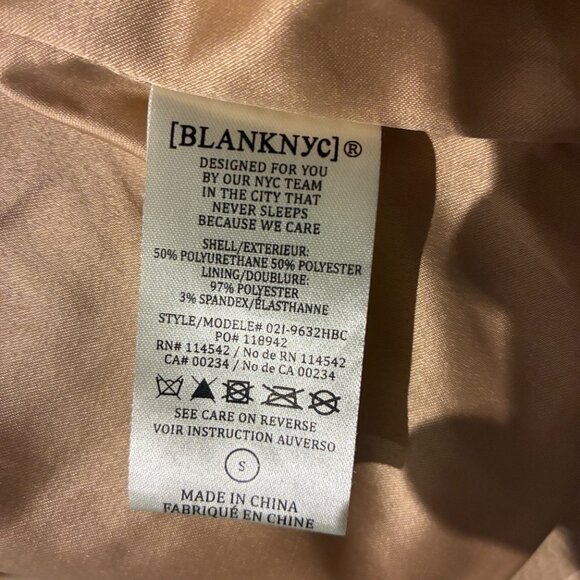 [BLANKNYC]®
DESIGNED FOR YOU
BY OUR NYC TEAM
IN THE CITY THAT
NEVER SLEEPS
BECAUSE WE CARE
SHELL/EXTERIEUR:
50% POLYURETHANE 50% POLYESTER
LINING/DOUBLURE:
97% POLYESTER
3% SPANDEX/ÉLASTHANNE
STYLE/MODELE# 02I-9632HBC
PO# 118942
RN# 114542 / No de RN 114542
CA# 00234 / No de CA 00234
SEE CARE ON REVERSE
VOIR INSTRUCTION AUVERSO
S
MADE IN CHINA
FABRIQUÉ EN CHINE